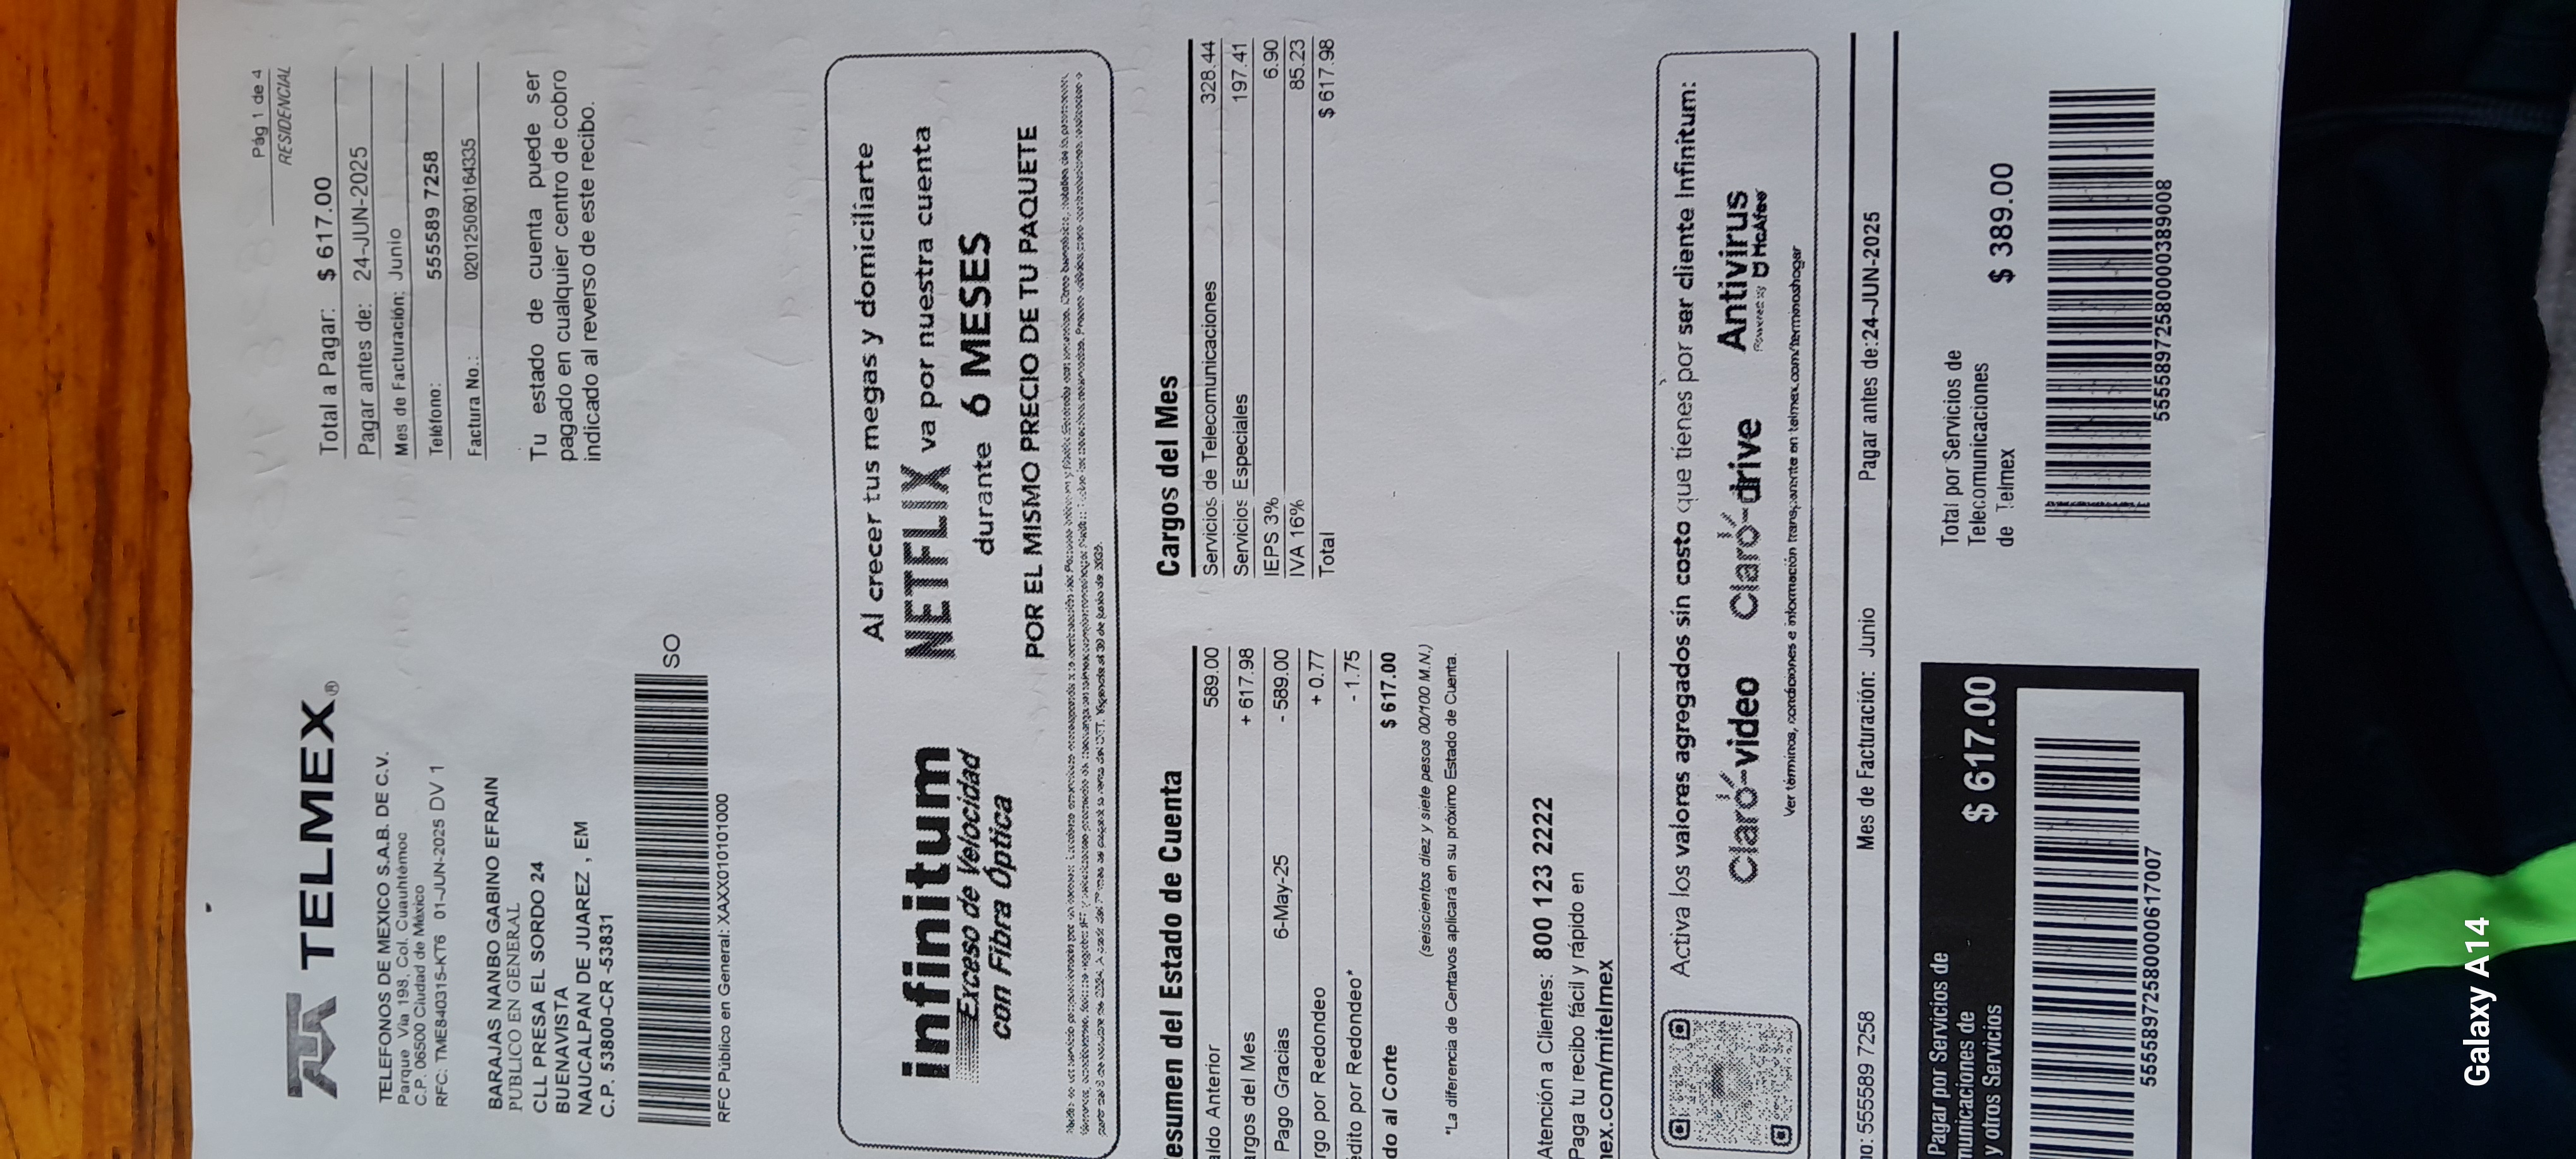 Pág 1 de 4
RESIDENCIAL
TELMEX®
TELEFONOS DE MEXICO S.A.B. DE C.V.
Parque Vía 198, Col. Cuauhtémoc
C.P. 06500 Ciudad de México
RFC: TME840315-KT6 01-JUN-2025 DV 1
BARAJAS NANBO GABINO EFRAIN
PUBLICO EN GENERAL
CLL PRESA EL SORDO 24
BUENAVISTA
NAUCALPAN DE JUAREZ , EM
C.P. 53800-CR -53831
SO
RFC Público en General: XAXX010101000
Total a Pagar: $ 617.00
Pagar antes de: 24-JUN-2025
Mes de Facturación: Junio
Teléfono: 555589 7258
Factura No.: 020125060164335
Tu estado de cuenta puede ser
pagado en cualquier centro de cobro
indicado al reverso de este recibo.
infinitum
Exceso de Velocidad
con Fibra Óptica
Al crecer tus megas y domiciliarte
NETFLIX va por nuestra cuenta
durante 6 MESES
POR EL MISMO PRECIO DE TU PAQUETE
esumen del Estado de Cuenta
aldo Anterior 589.00
argos del Mes + 617.98
Pago Gracias 6-May-25 - 589.00
rgo por Redondeo + 0.77
édito por Redondeo* - 1.75
do al Corte $ 617.00
(seiscientos diez y siete pesos 00/100 M.N.)
*La diferencia de Centavos aplicará en su próximo Estado de Cuenta.
Cargos del Mes
Servicios de Telecomunicaciones 328.44
Servicios Especiales 197.41
IEPS 3% 6.90
IVA 16% 85.23
Total $ 617.98
Atención a Clientes: 800 123 2222
Paga tu recibo fácil y rápido en
mex.com/mitelmex
Activa los valores agregados sin costo que tienes por ser cliente Infinitum:
Claro-video Claro-drive Antivirus
Powered by McAfee
Ver términos, condiciones e información transparente en telmex.com/terminoshogar
no: 555589 7258 Mes de Facturación: Junio Pagar antes de:24-JUN-2025
Pagar por Servicios de
municaciones de
y otros Servicios
$ 617.00
55558972580000617007
Total por Servicios de
Telecomunicaciones
de Telmex
$ 389.00
55558972580000389008
Galaxy A14